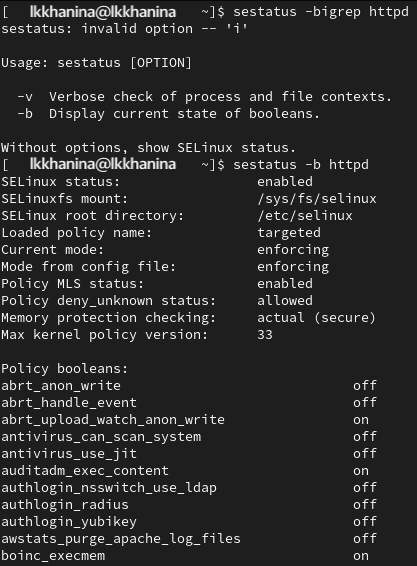 [ lkkhanina@lkkhanina ~]$ sestatus -bigrep httpd
sestatus: invalid option -- 'i'
Usage: sestatus [OPTION]
-v Verbose check of process and file contexts.
-b Display current state of booleans.
Without options, show SELinux status.
[ lkkhanina@lkkhanina ~]$ sestatus -b httpd
SELinux status: enabled
SELinuxfs mount: /sys/fs/selinux
SELinux root directory: /etc/selinux
Loaded policy name: targeted
Current mode: enforcing
Mode from config file: enforcing
Policy MLS status: enabled
Policy deny_unknown status: allowed
Memory protection checking: actual (secure)
Max kernel policy version: 33
Policy booleans:
abrt_anon_write off
abrt_handle_event off
abrt_upload_watch_anon_write on
antivirus_can_scan_system off
antivirus_use_jit off
auditadm_exec_content on
authlogin_nsswitch_use_ldap off
authlogin_radius off
authlogin_yubikey off
awstats_purge_apache_log_files off
boinc_execmem on